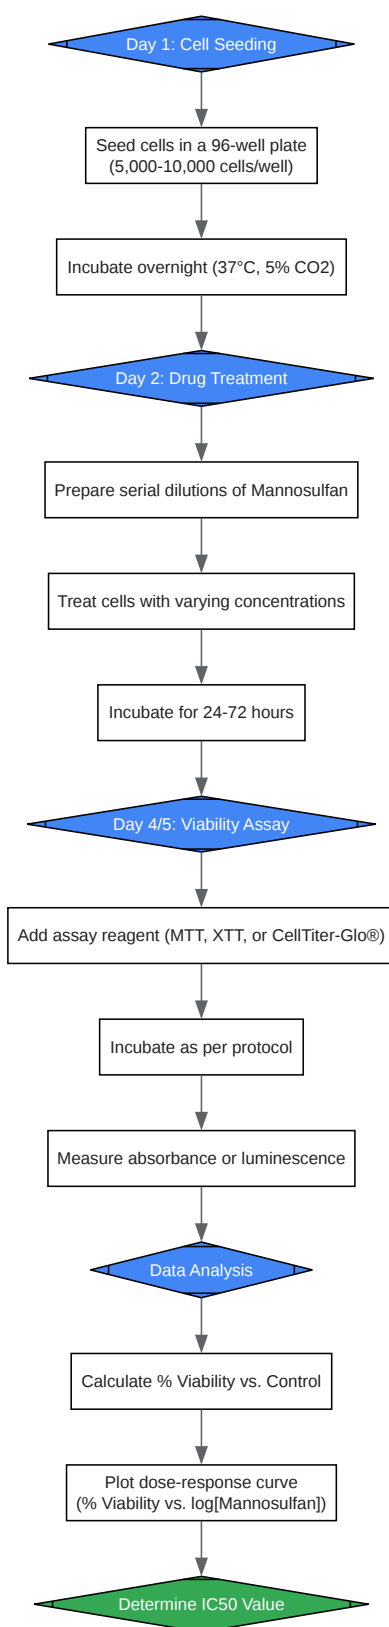 Day 1: Cell Seeding
Seed cells in a 96-well plate
(5,000-10,000 cells/well)
Incubate overnight (37°C, 5% CO2)
Day 2: Drug Treatment
Prepare serial dilutions of Mannosulfan
Treat cells with varying concentrations
Incubate for 24-72 hours
Day 4/5: Viability Assay
Add assay reagent (MTT, XTT, or CellTiter-Glo®)
Incubate as per protocol
Measure absorbance or luminescence
Data Analysis
Calculate % Viability vs. Control
Plot dose-response curve
(% Viability vs. log[Mannosulfan])
Determine IC50 Value